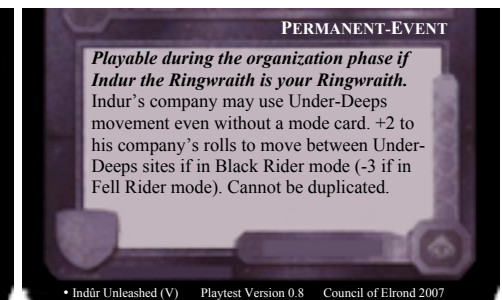 PERMANENT-EVENT
Playable during the organization phase if
Indur the Ringwraith is your Ringwraith.
Indur’s company may use Under-Deeps
movement even without a mode card. +2 to
his company’s rolls to move between Under-
Deeps sites if in Black Rider mode (-3 if in
Fell Rider mode). Cannot be duplicated.
• Indûr Unleashed (V) Playtest Version 0.8 Council of Elrond 2007